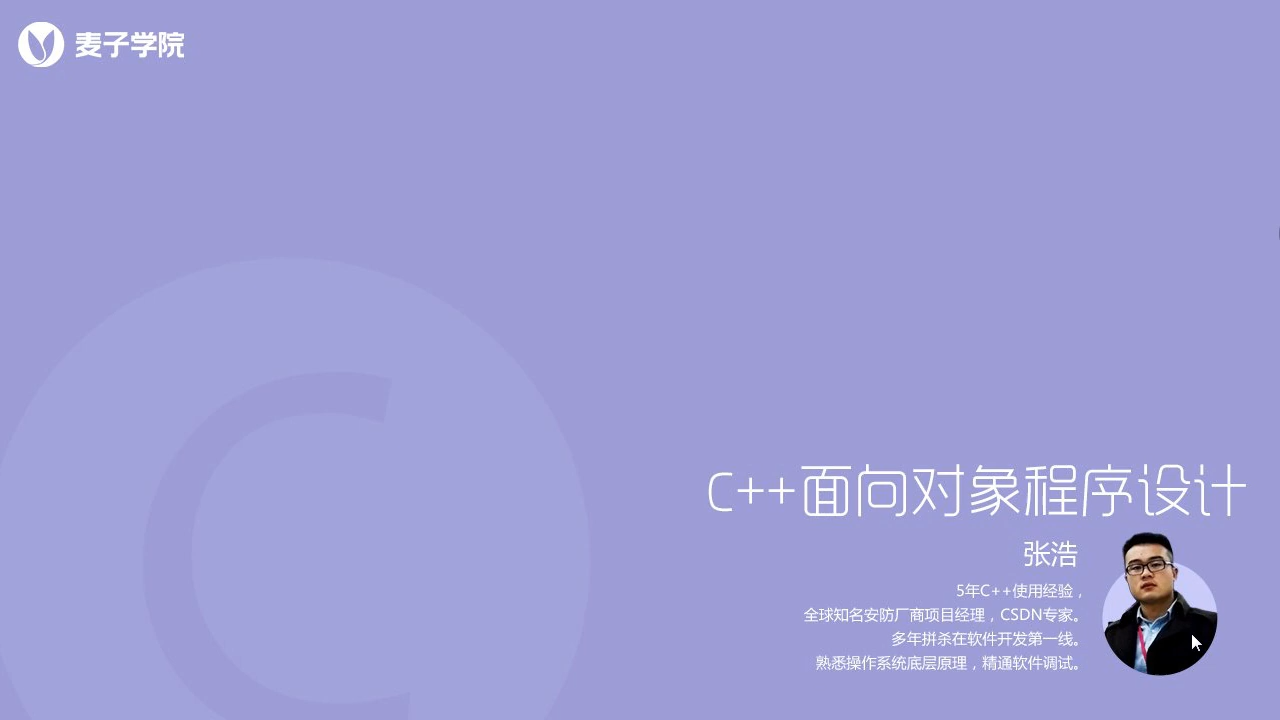 麦子学院
C++面向对象程序设计
张浩
5年C++使用经验，
全球知名安防厂商项目经理，CSDN专家。
多年拼杀在软件开发第一线。
熟悉操作系统底层原理，精通软件调试。